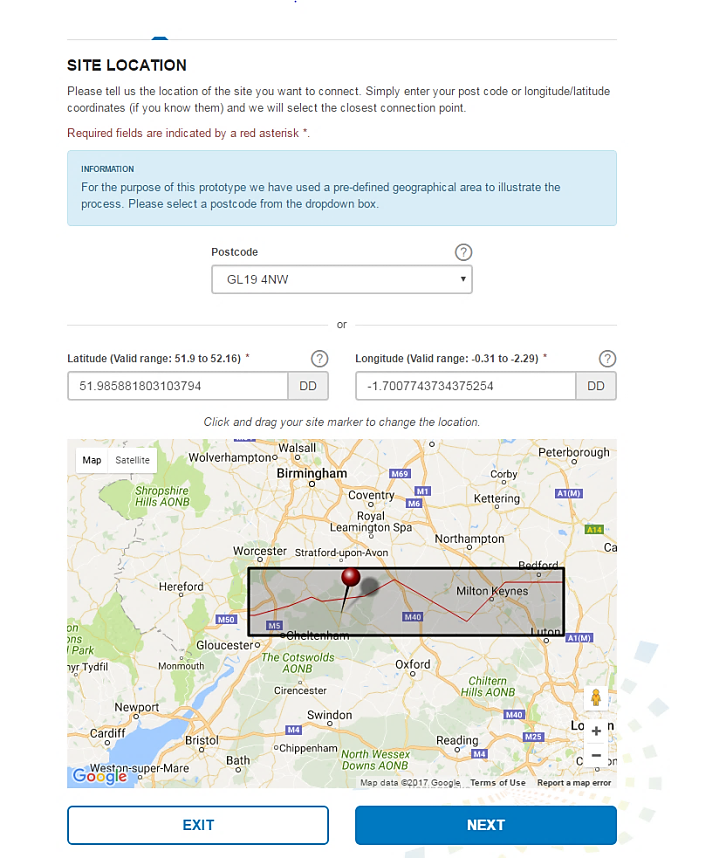 SITE LOCATION
Please tell us the location of the site you want to connect. Simply enter your post code or longitude/latitude
coordinates (if you know them) and we will select the closest connection point.
Required fields are indicated by a red asterisk *.
INFORMATION
For the purpose of this prototype we have used a pre-defined geographical area to illustrate the
process. Please select a postcode from the dropdown box.
Postcode ?
GL19 4NW
or
Latitude (Valid range: 51.9 to 52.16) * ?
Longitude (Valid range: -0.31 to -2.29) * ?
51.985881803103794 DD
-1.7007743734375254 DD
Click and drag your site marker to change the location.
Map Satellite
Walsall
Wolverhampton
Peterborough
Birmingham
M69
Corby
Shropshire
Hills AONB
Coventry
M1
Kettering
A1(M)
M6
Royal
Leamington Spa
A14
Northampton
Worcester
Stratford-upon-Avon
Bedford
Hereford
Milton Keynes
M50
M5
M40
Cheltenham
Luton
A1(M)
Gloucester
The Cotswolds
AONB
Monmouth
Oxford
Chiltern
Hills AONB
Cirencester
Newport
Swindon
M40
Cardiff
M4
Bristol
Chippenham
Reading
M25
M4
Bath
North Wessex
Downs AONB
Weston-super-Mare
Google
Map data ©2017 Google Terms of Use Report a map error
EXIT
NEXT